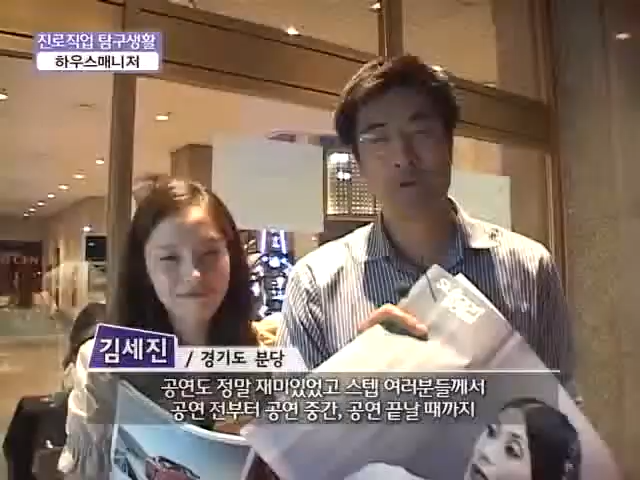 진로직업 탐구생활
하우스매니저
김세진 / 경기도 분당
공연도 정말 재미있었고 스텝 여러분들께서
공연 전부터 공연 중간, 공연 끝날 때까지